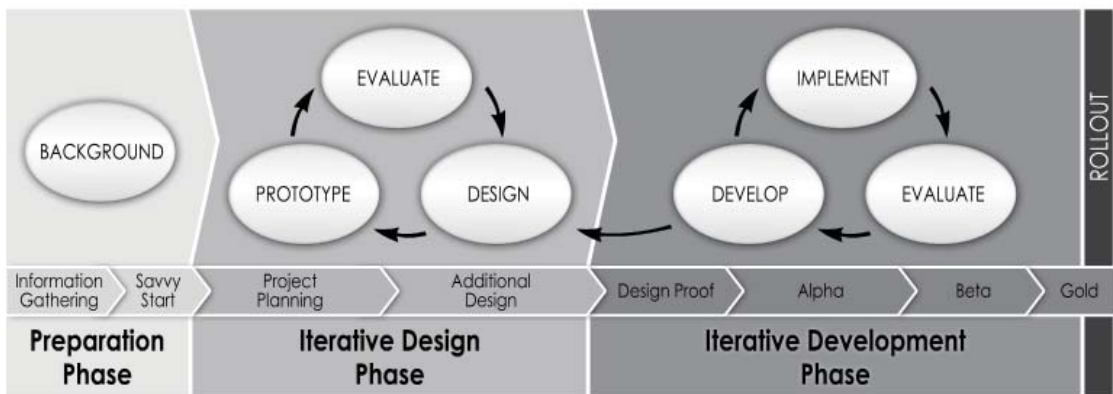 EVALUATE
IMPLEMENT
BACKGROUND
PROTOTYPE
DESIGN
DEVELOP
EVALUATE
ROLLOUT
Information
Gathering
Savvy
Start
Project
Planning
Additional
Design
Design Proof
Alpha
Beta
Gold
Preparation
Phase
Iterative Design
Phase
Iterative Development
Phase